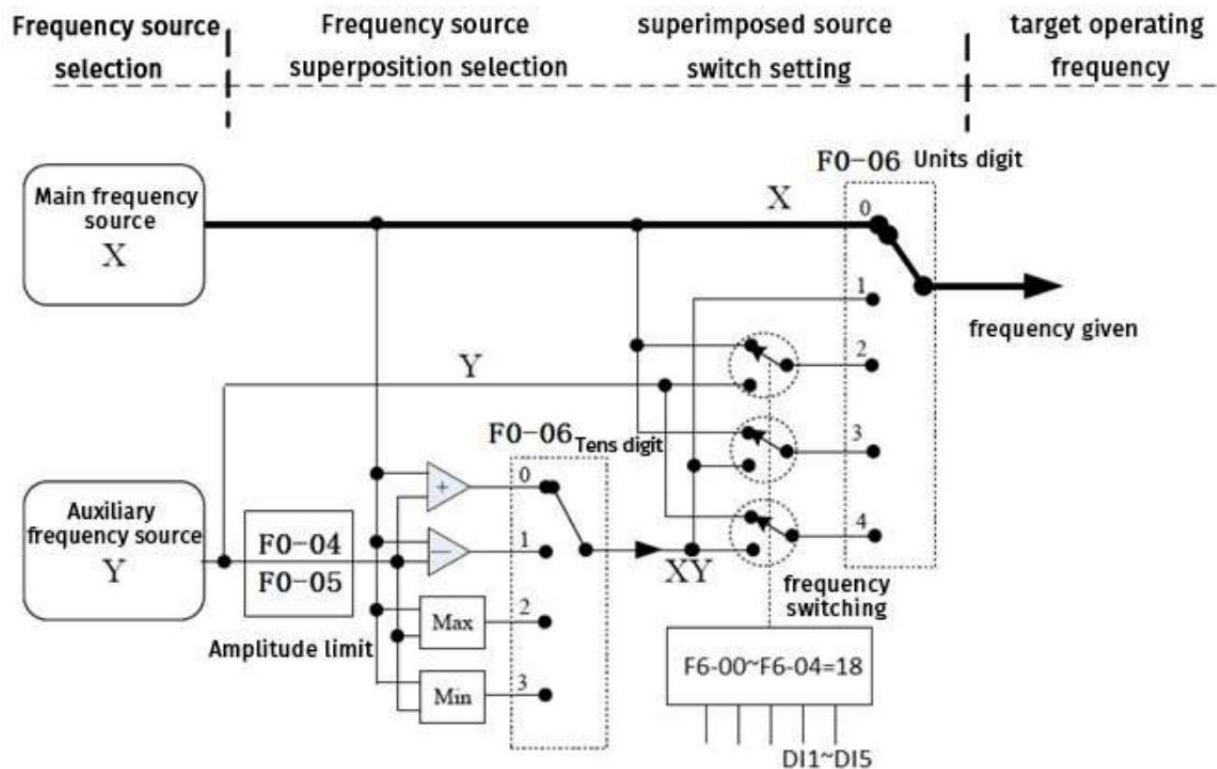 Frequency source
selection
Frequency source
superposition selection
superimposed source
switch setting
target operating
frequency
F0-06 Units digit
Main frequency
source
X
X
0
1
frequency given
2
Y
3
F0-06 Tens digit
0
Auxiliary
frequency source
Y
F0-04
F0-05
+
4
1
−
XY
frequency
switching
Amplitude limit
Max
2
F6-00~F6-04=18
Min
3
DI1~DI5